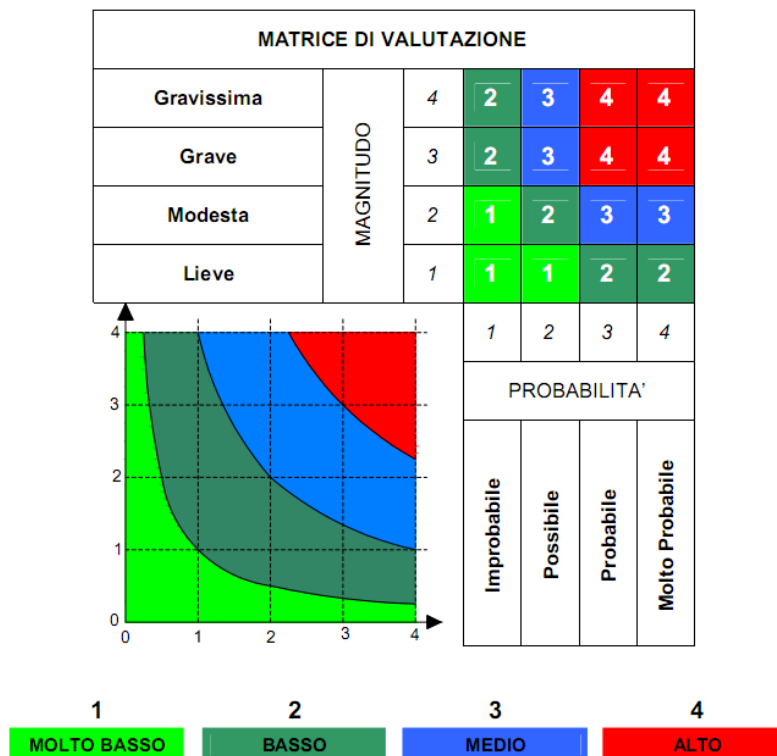 MATRICE DI VALUTAZIONE
Gravissima 4 2 3 4 4
Grave 3 2 3 4 4
MAGNITUDO
Modesta 2 1 2 3 3
Lieve 1 1 1 2 2
1 2 3 4
PROBABILITA'
Improbabile
Possibile
Probabile
Molto Probabile
4
3
2
1
0
0 1 2 3 4
1 2 3 4
MOLTO BASSO BASSO MEDIO ALTO